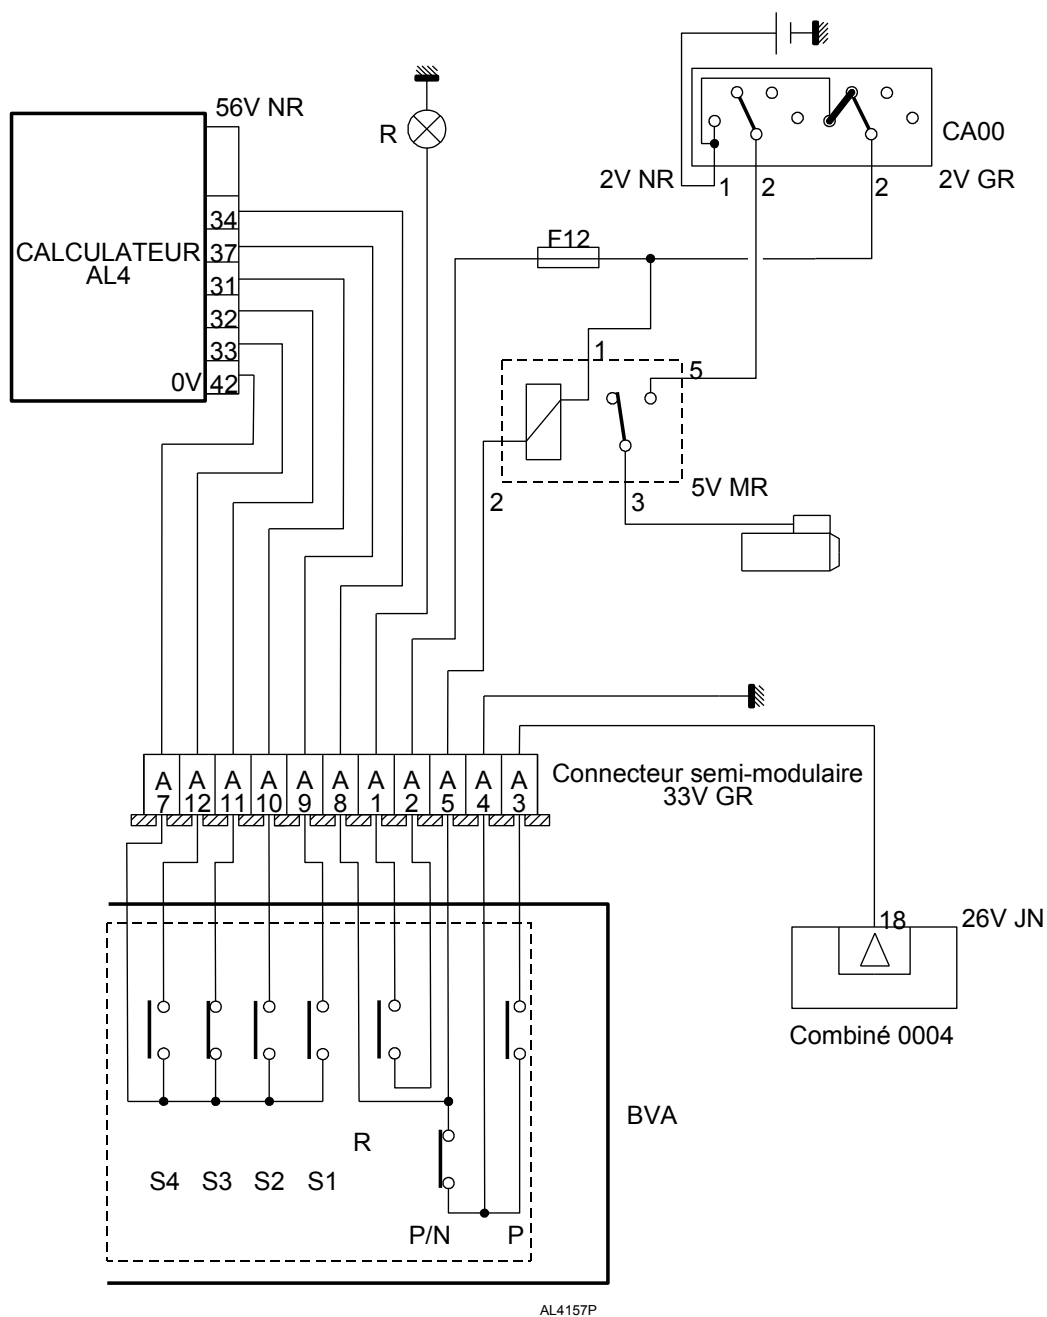 56V NR
R
CA00
2V NR
1
2
2
2V GR
34
CALCULATEUR
AL4
37
31
32
33
0V
42
F12
1
5
5V MR
2
3
A
7
A
12
A
11
A
10
A
9
A
8
A
1
A
2
A
5
A
4
A
3
Connecteur semi-modulaire
33V GR
18
26V JN
Combiné 0004
BVA
R
S4
S3
S2
S1
P/N
P
AL4157P